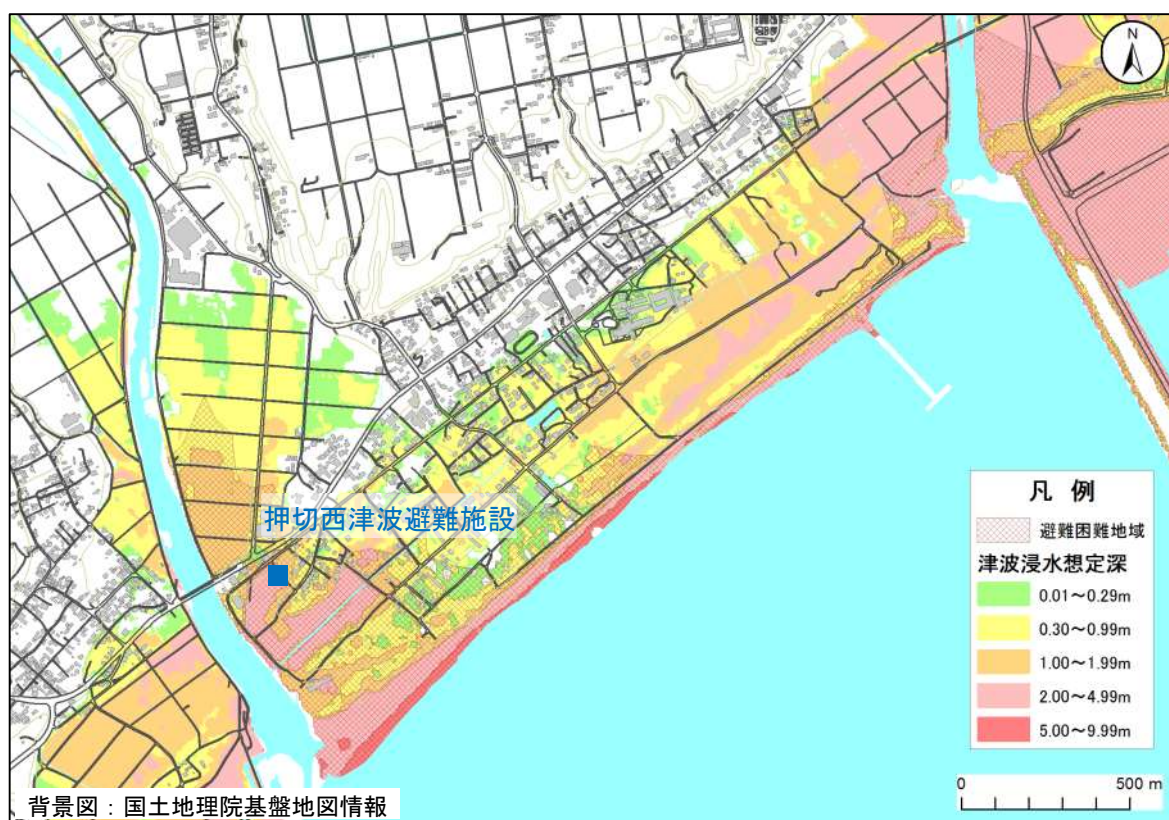 N
押切西津波避難施設
凡 例
避難困難地域
津波浸水想定深
0.01～0.29m
0.30～0.99m
1.00～1.99m
2.00～4.99m
5.00～9.99m
0 500 m
背景図：国土地理院基盤地図情報